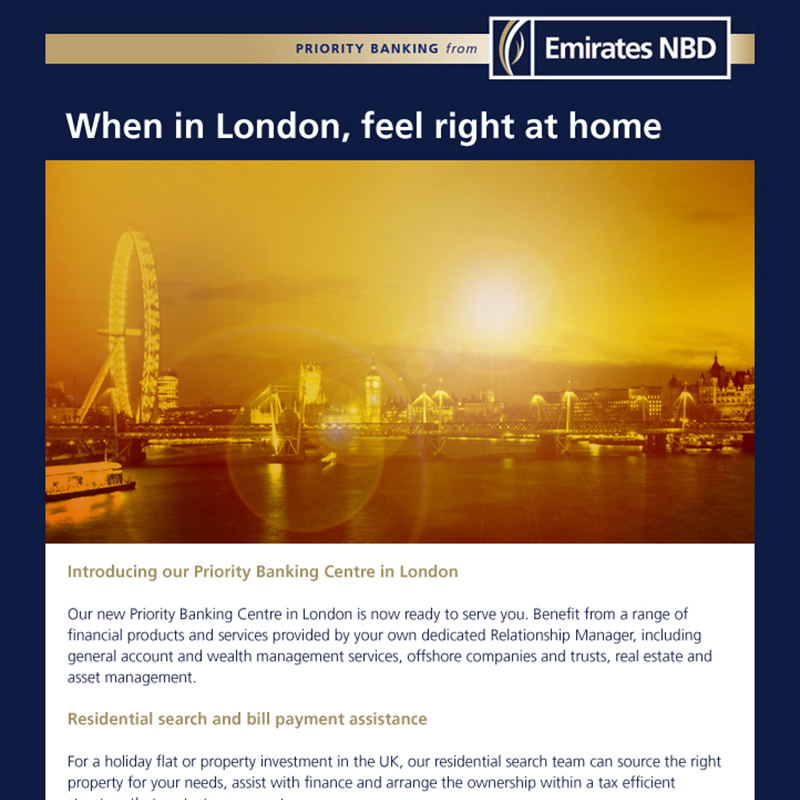 PRIORITY BANKING from
Emirates NBD
When in London, feel right at home
Introducing our Priority Banking Centre in London
Our new Priority Banking Centre in London is now ready to serve you. Benefit from a range of
financial products and services provided by your own dedicated Relationship Manager, including
general account and wealth management services, offshore companies and trusts, real estate and
asset management.
Residential search and bill payment assistance
For a holiday flat or property investment in the UK, our residential search team can source the right
property for your needs, assist with finance and arrange the ownership within a tax efficient